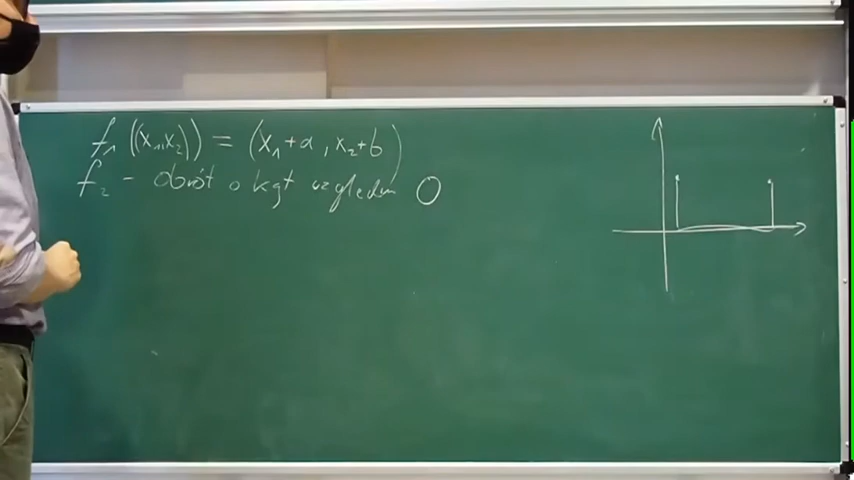 f₁((x₁,x₂)) = (x₁+a, x₂+b)
f₂ - obrót o kąt względem O